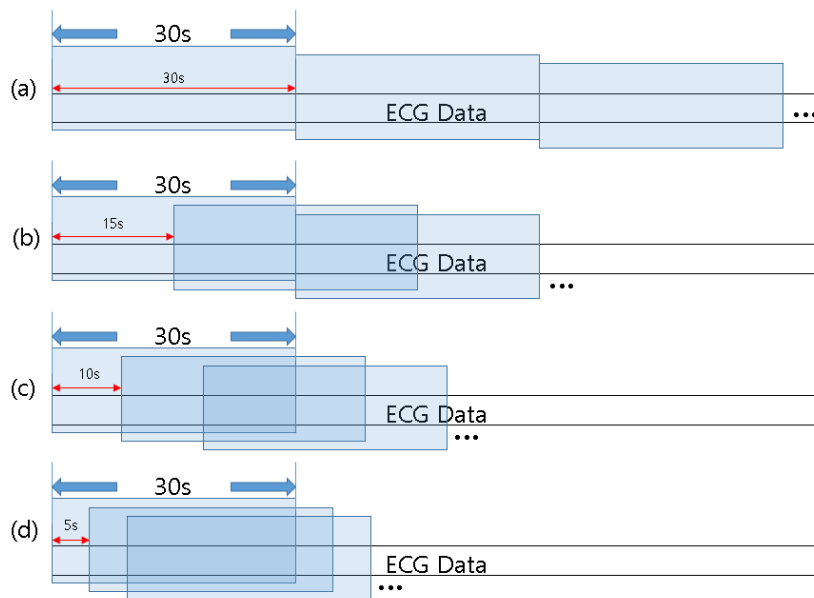 30s
30s
(a)
ECG Data
...
30s
15s
(b)
ECG Data
...
30s
10s
(c)
ECG Data
...
30s
5s
(d)
ECG Data
...